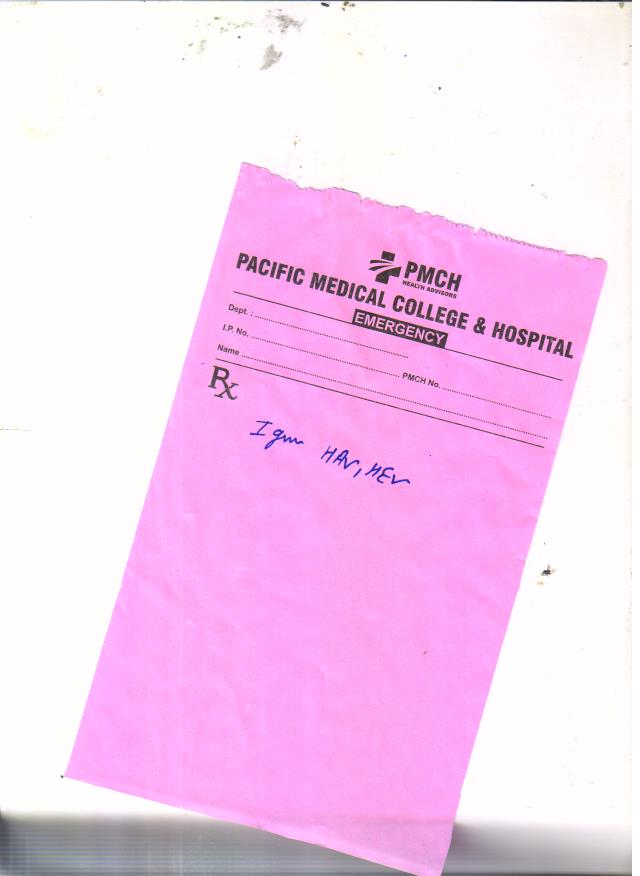 PMCH
HEALTH ADVISORS
PACIFIC MEDICAL COLLEGE & HOSPITAL
EMERGENCY
Dept. : ........................
I.P. No. ........................ PMCH No. ........................
Name ........................
Rx
Igm HAV, HEV